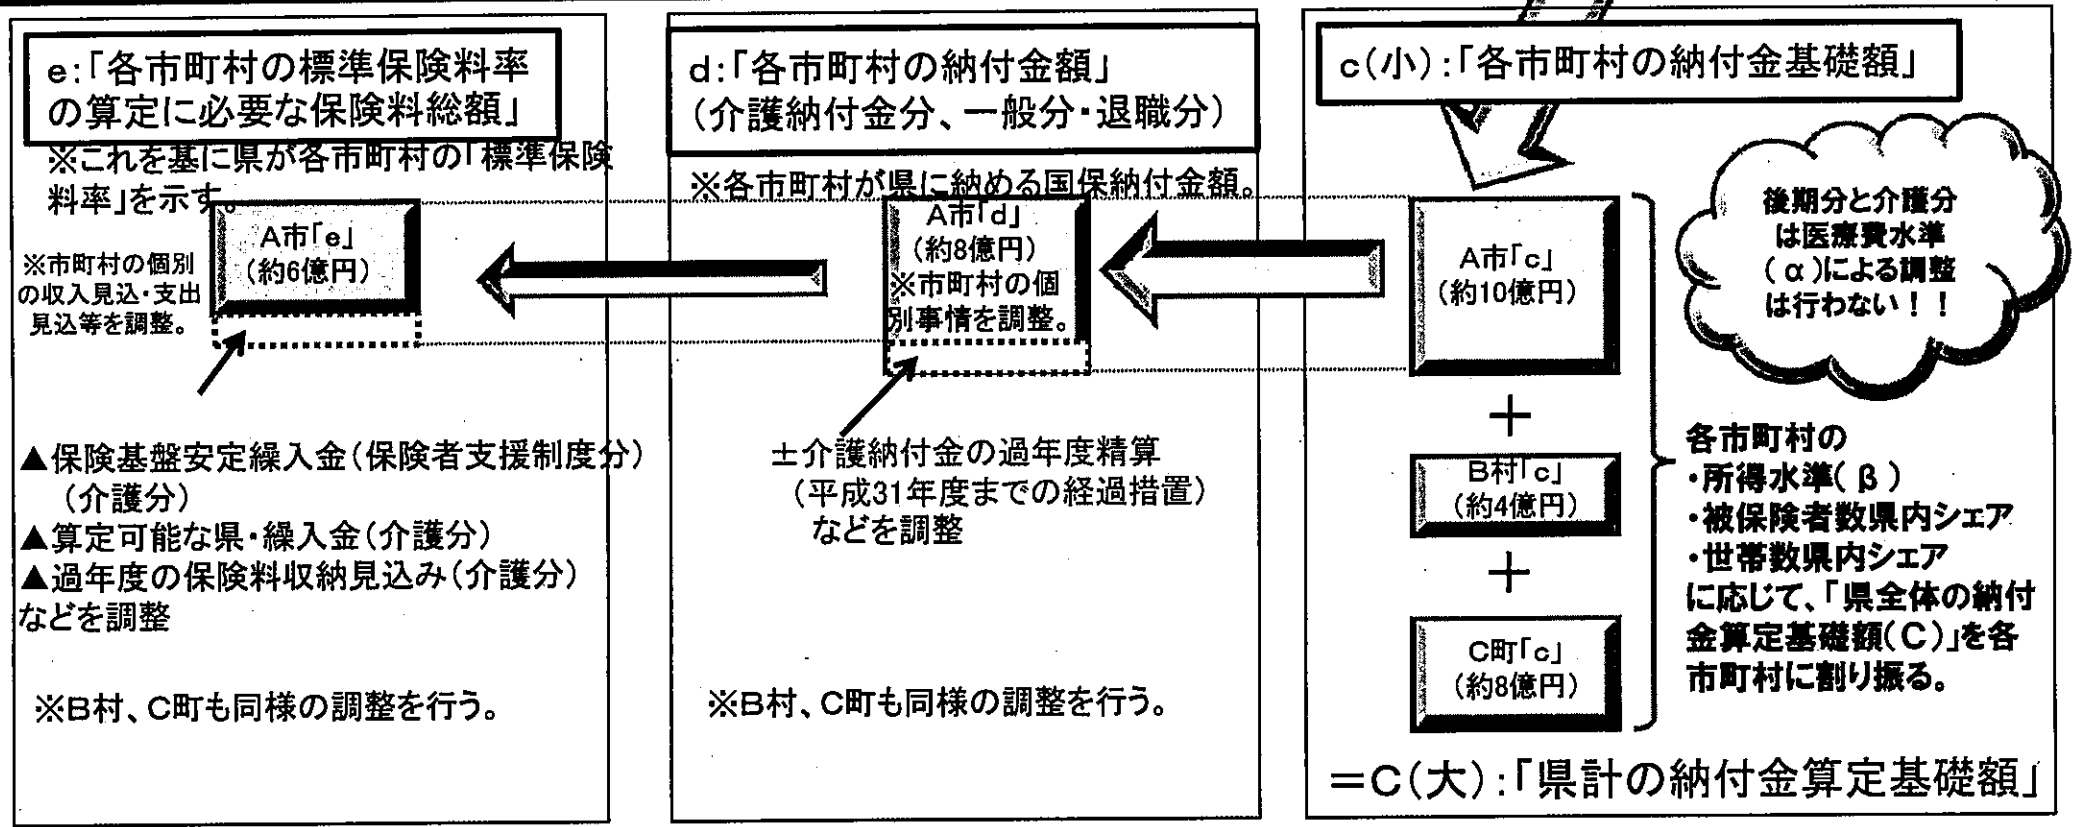 e:「各市町村の標準保険料率
の算定に必要な保険料総額」
※これを基に県が各市町村の「標準保険
料率」を示す。
A市「e」
(約6億円)
※市町村の個別
の収入見込・支出
見込等を調整。
▲保険基盤安定繰入金(保険者支援制度分)
(介護分)
▲算定可能な県・繰入金(介護分)
▲過年度の保険料収納見込み(介護分)
などを調整
※B村、C町も同様の調整を行う。
d:「各市町村の納付金額」
(介護納付金分、一般分・退職分)
※各市町村が県に納める国保納付金額。
A市「d」
(約8億円)
※市町村の個
別事情を調整。
±介護納付金の過年度精算
(平成31年度までの経過措置)
などを調整
※B村、C町も同様の調整を行う。
c(小):「各市町村の納付金基礎額」
A市「c」
(約10億円)
+
B村「c」
(約4億円)
+
C町「c」
(約8億円)
=C(大):「県計の納付金算定基礎額」
後期分と介護分
は医療費水準
(α)による調整
は行わない!!
各市町村の
・所得水準(β)
・被保険者数県内シェア
・世帯数県内シェア
に応じて、「県全体の納付
金算定基礎額(C)」を各
市町村に割り振る。